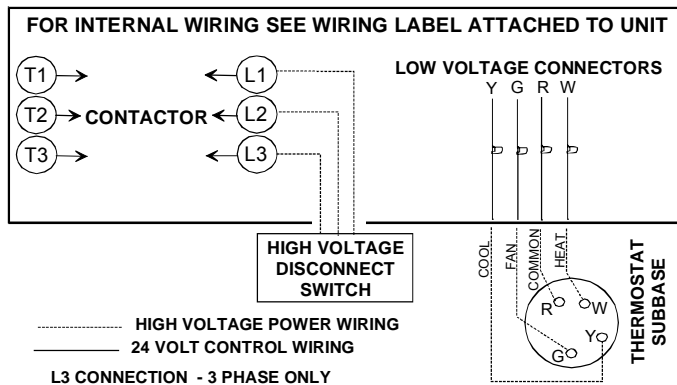 FOR INTERNAL WIRING SEE WIRING LABEL ATTACHED TO UNIT
T1
L1
LOW VOLTAGE CONNECTORS
Y G R W
T2
CONTACTOR
L2
T3
L3
HIGH VOLTAGE
DISCONNECT
SWITCH
COOL
FAN
COMMON
HEAT
THERMOSTAT
SUBBASE
R
W
Y
G
HIGH VOLTAGE POWER WIRING
24 VOLT CONTROL WIRING
L3 CONNECTION - 3 PHASE ONLY